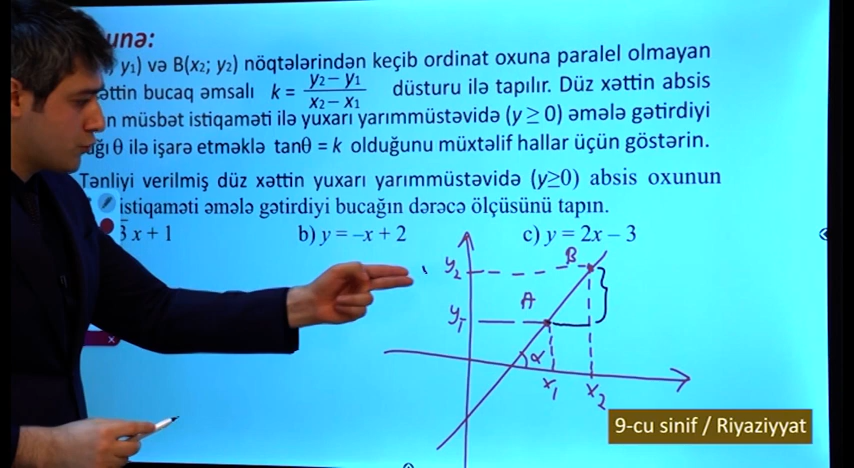 unə:
y₁) və B(x₂; y₂) nöqtələrindən keçib ordinat oxuna paralel olmayan
əttin bucaq əmsalı k = (y₂ – y₁)/(x₂ – x₁) düsturu ilə tapılır. Düz xəttin absis
n müsbət istiqaməti ilə yuxarı yarımmüstəvidə (y ≥ 0) əmələ gətirdiyi
ağı θ ilə işarə etməklə tanθ = k olduğunu müxtəlif hallar üçün göstərin.
Tənliyi verilmiş düz xəttin yuxarı yarımmüstəvidə (y≥0) absis oxunun
istiqaməti əmələ gətirdiyi bucağın dərəcə ölçüsünü tapın.
3 x + 1 b) y = –x + 2 c) y = 2x – 3
B
y₂
A
y₁
α
x₁ x₂
9-cu sinif / Riyaziyyat